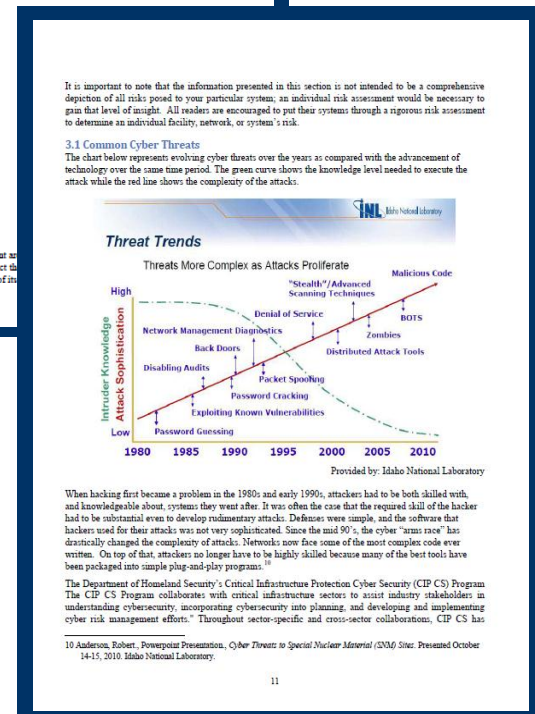 nt an
ct th
of its
It is important to note that the information presented in this section is not intended to be a comprehensive
depiction of all risks posed to your particular system; an individual risk assessment would be necessary to
gain that level of insight.  All readers are encouraged to put their systems through a rigorous risk assessment
to determine an individual facility, network, or system's risk.
3.1 Common Cyber Threats
The chart below represents evolving cyber threats over the years as compared with the advancement of
technology over the same time period. The green curve shows the knowledge level needed to execute the
attack while the red line shows the complexity of the attacks.
INL Idaho National Laboratory
Threat Trends
Threats More Complex as Attacks Proliferate
Malicious Code
"Stealth"/Advanced
Scanning Techniques
High
BOTS
Denial of Service
Zombies
Network Management Diagnostics
Distributed Attack Tools
Back Doors
Disabling Audits
Packet Spoofing
Password Cracking
Exploiting Known Vulnerabilities
Intruder Knowledge
Attack Sophistication
Low
Password Guessing
1980 1985 1990 1995 2000 2005 2010
Provided by: Idaho National Laboratory
When hacking first became a problem in the 1980s and early 1990s, attackers had to be both skilled with,
and knowledgeable about, systems they went after. It was often the case that the required skill of the hacker
had to be substantial even to develop rudimentary attacks. Defenses were simple, and the software that
hackers used for their attacks was not very sophisticated. Since the mid 90's, the cyber "arms race" has
drastically changed the complexity of attacks. Networks now face some of the most complex code ever
written.  On top of that, attackers no longer have to be highly skilled because many of the best tools have
been packaged into simple plug-and-play programs.10
The Department of Homeland Security's Critical Infrastructure Protection Cyber Security (CIP CS) Program
The CIP CS Program collaborates with critical infrastructure sectors to assist industry stakeholders in
understanding cybersecurity, incorporating cybersecurity into planning, and developing and implementing
cyber risk management efforts." Throughout sector-specific and cross-sector collaborations, CIP CS has
10 Anderson, Robert., Powerpoint Presentation., Cyber Threats to Special Nuclear Material (SNM) Sites. Presented October
14-15, 2010. Idaho National Laboratory.
11